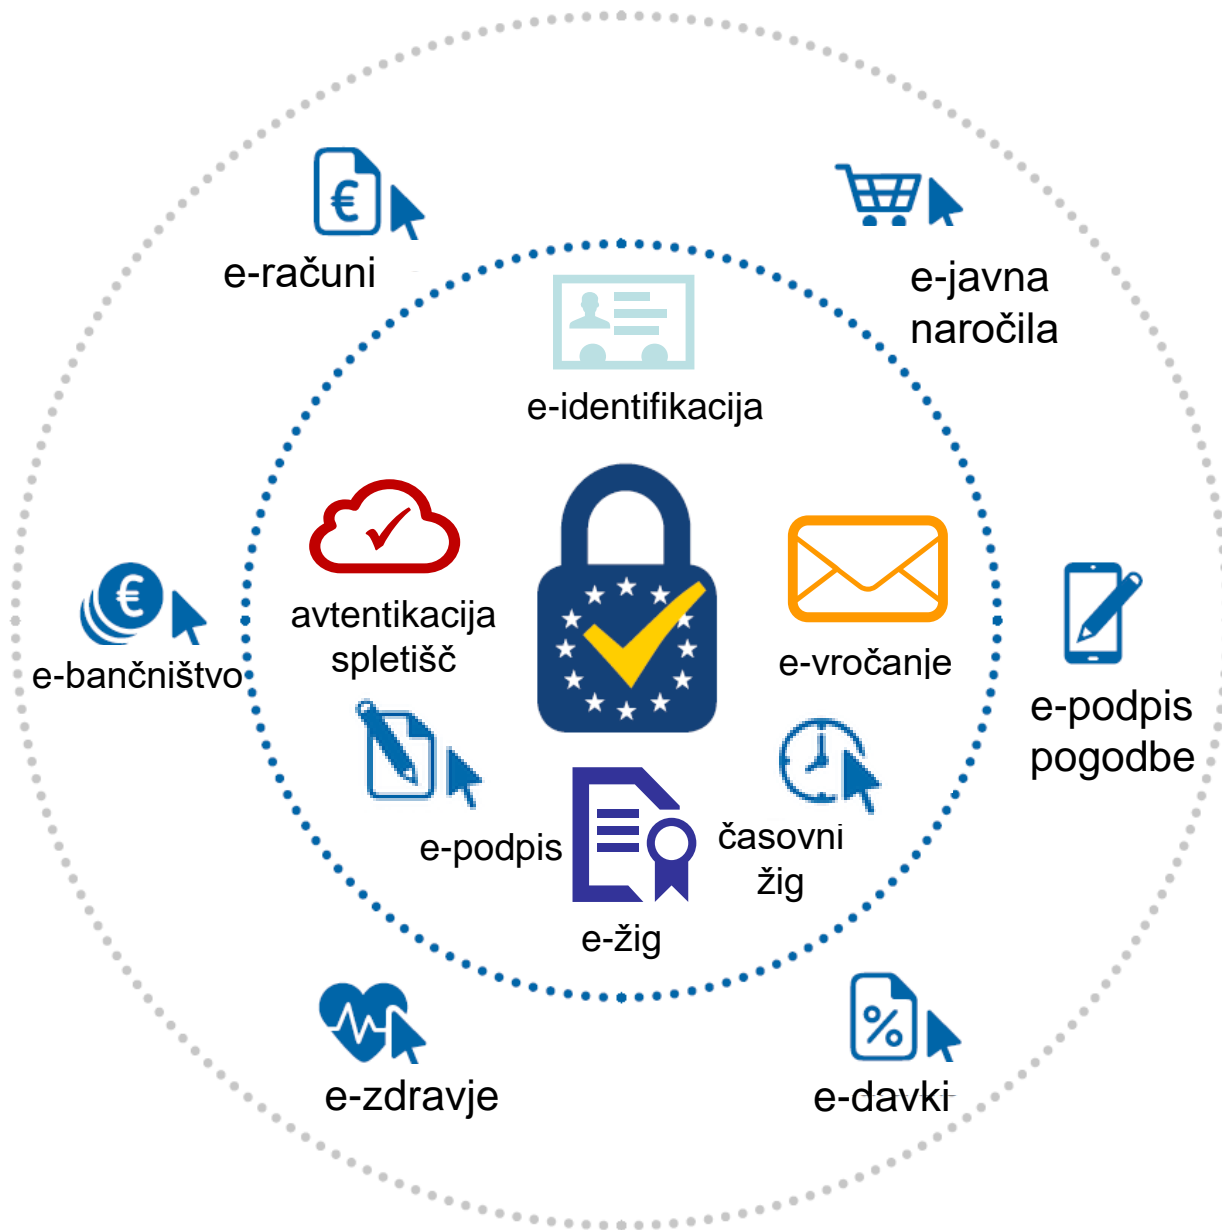 e-računi
e-javna
naročila
e-identifikacija
avtentikacija
spletišč
e-vročanje
e-bančništvo
e-podpis
pogodbe
e-podpis
časovni
žig
e-žig
e-zdravje
e-davki